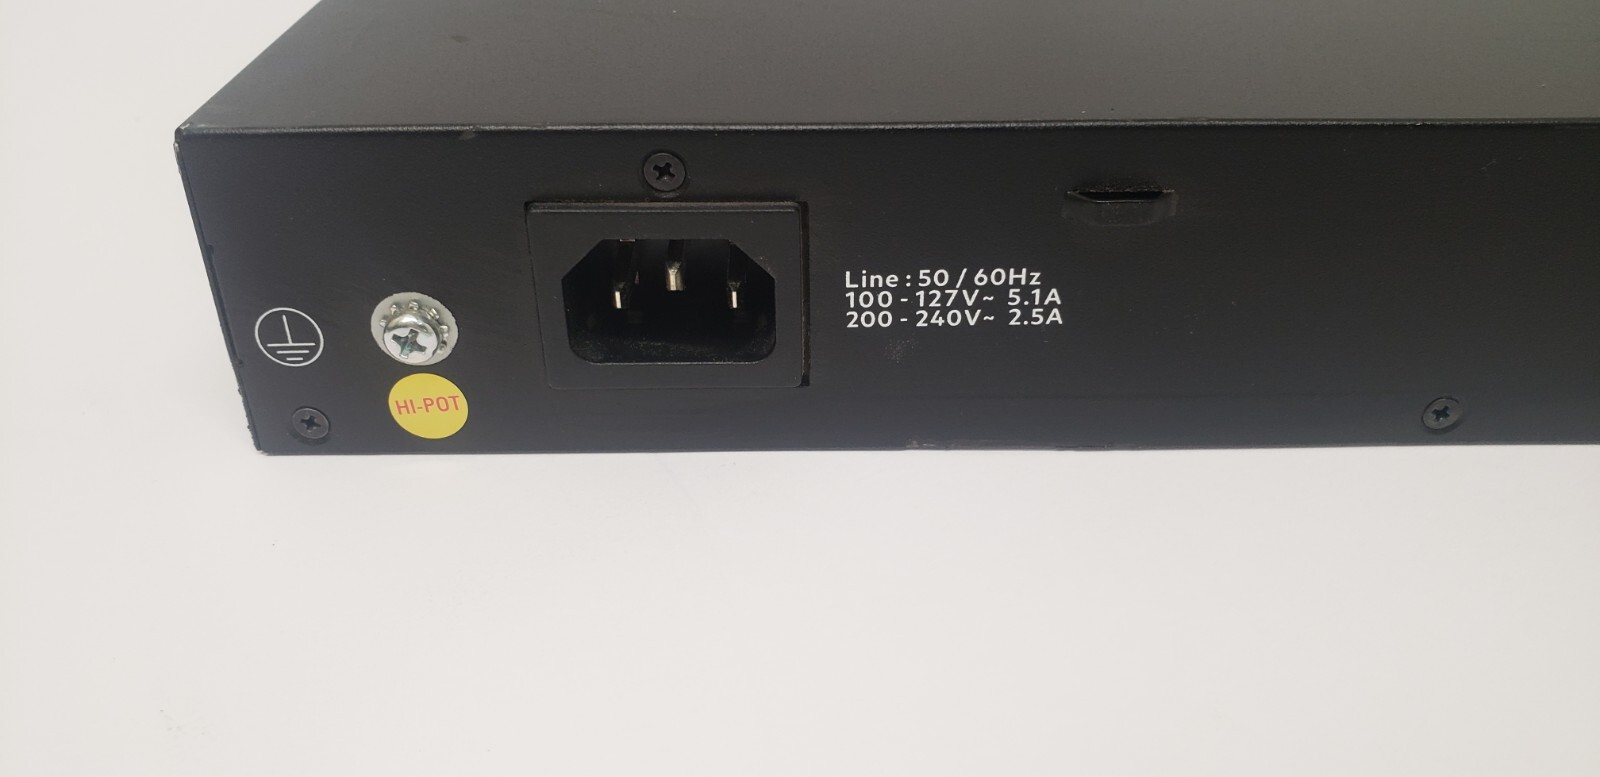 Line : 50 / 60Hz
100 - 127V~ 5.1A
200 - 240V~ 2.5A
HI-POT